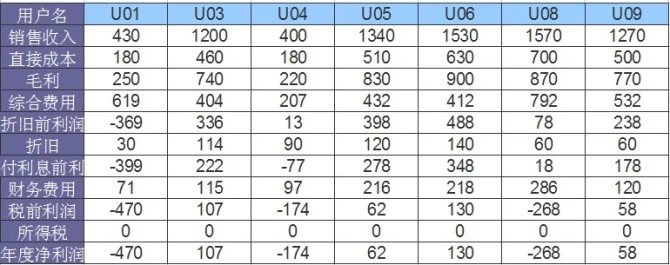 用户名 U01 U03 U04 U05 U06 U08 U09
销售收入 430 1200 400 1340 1530 1570 1270
直接成本 180 460 180 510 630 700 500
毛利 250 740 220 830 900 870 770
综合费用 619 404 207 432 412 792 532
折旧前利润 -369 336 13 398 488 78 238
折旧 30 114 90 120 140 60 60
付利息前利 -399 222 -77 278 348 18 178
财务费用 71 115 97 216 218 286 120
税前利润 -470 107 -174 62 130 -268 58
所得税 0 0 0 0 0 0 0
年度净利润 -470 107 -174 62 130 -268 58